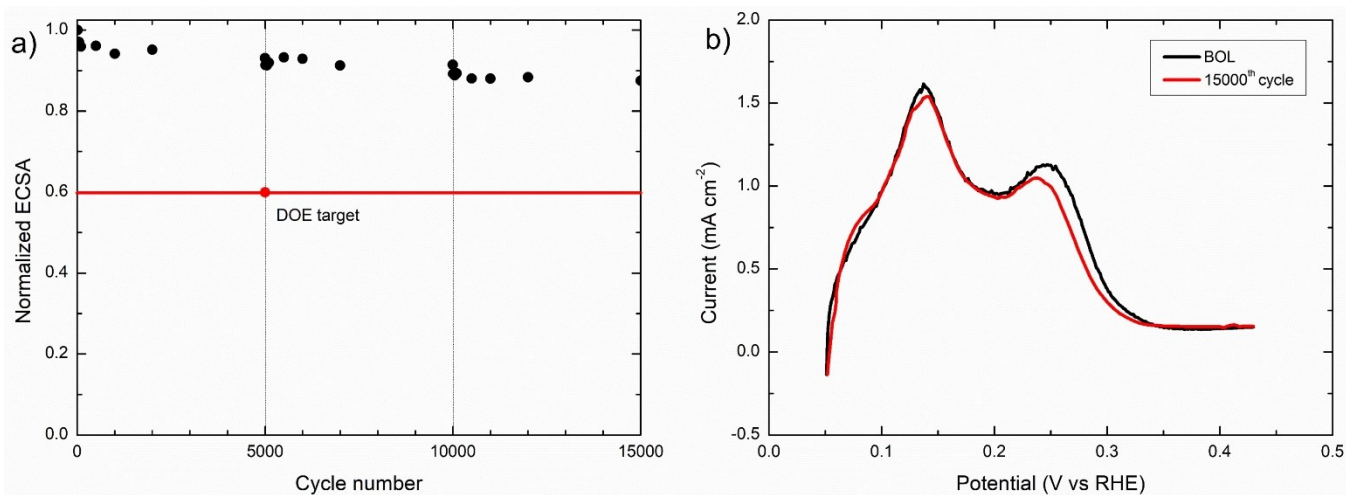 a)
Normalized ECSA
1.0
0.8
0.6
0.4
0.2
0.0
DOE target
0
5000
10000
15000
Cycle number
b)
Current (mA cm⁻²)
2.0
1.5
1.0
0.5
0.0
-0.5
BOL
15000ᵗʰ cycle
0.0
0.1
0.2
0.3
0.4
0.5
Potential (V vs RHE)